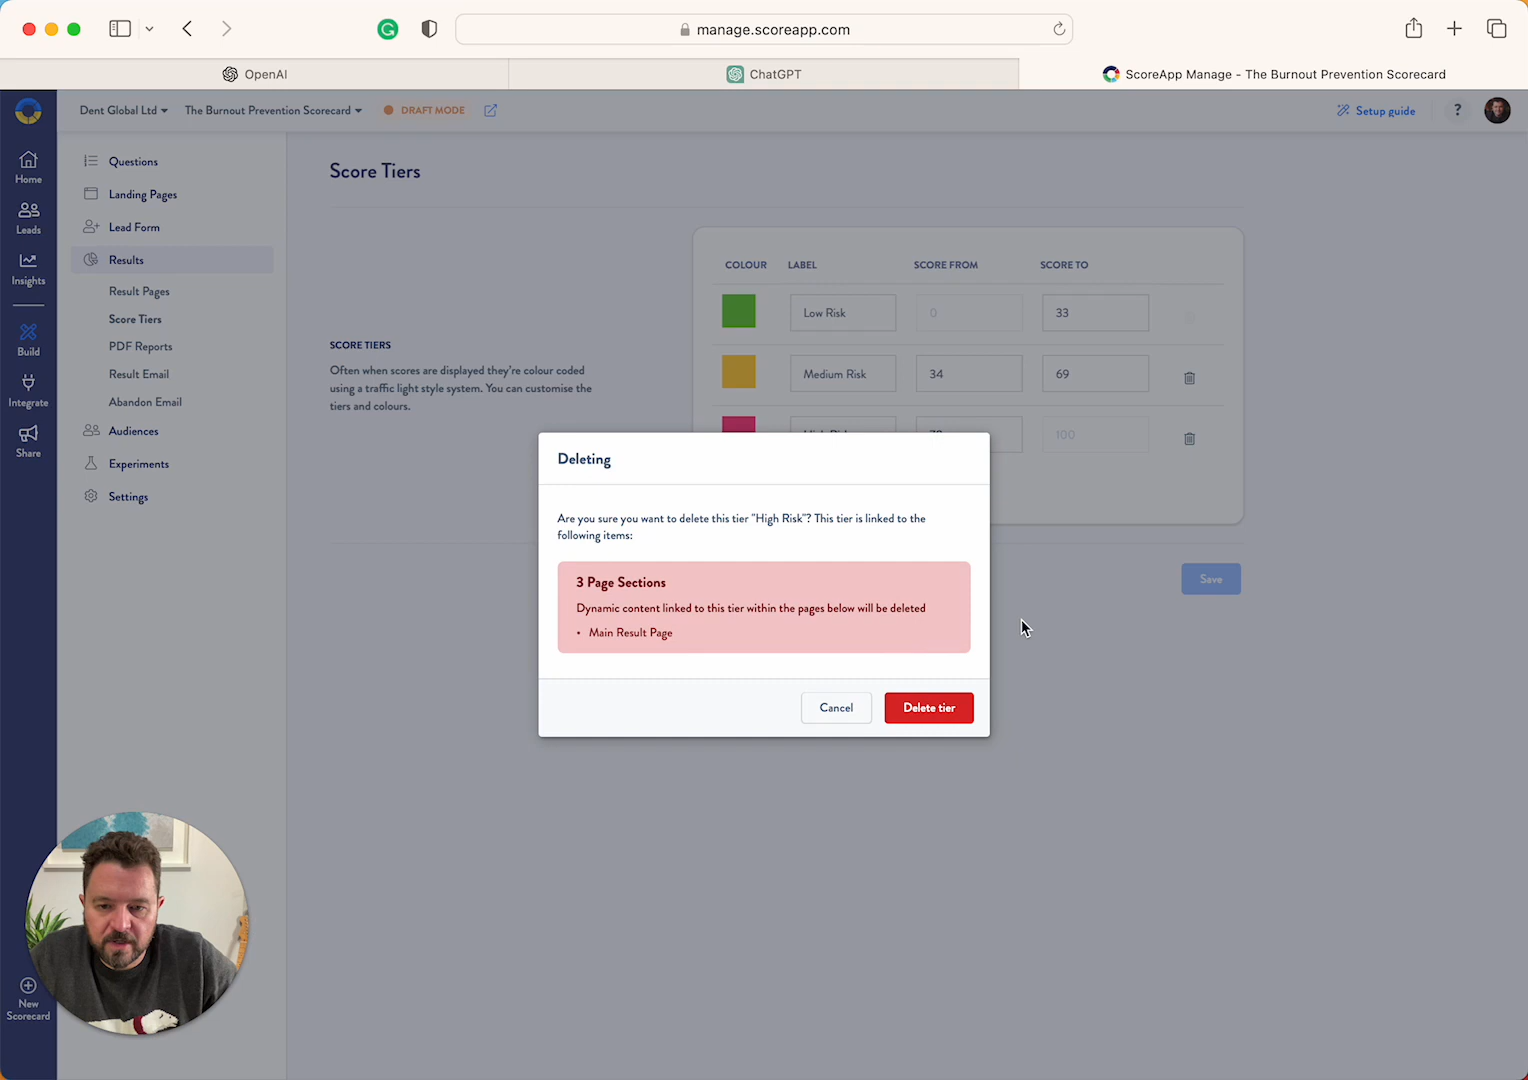 manage.scoreapp.com
OpenAI
ChatGPT
ScoreApp Manage - The Burnout Prevention Scorecard
Dent Global Ltd
The Burnout Prevention Scorecard
DRAFT MODE
Setup guide
?
Home
Leads
Insights
Build
Integrate
Share
New
Scorecard
Questions
Landing Pages
Lead Form
Results
Result Pages
Score Tiers
PDF Reports
Result Email
Abandon Email
Audiences
Experiments
Settings
Score Tiers
SCORE TIERS
Often when scores are displayed they're colour coded
using a traffic light style system. You can customise the
tiers and colours.
COLOUR LABEL SCORE FROM SCORE TO
Low Risk 0 33
Medium Risk 34 69
100
Save
Deleting
Are you sure you want to delete this tier "High Risk"? This tier is linked to the
following items:
3 Page Sections
Dynamic content linked to this tier within the pages below will be deleted
• Main Result Page
Cancel
Delete tier